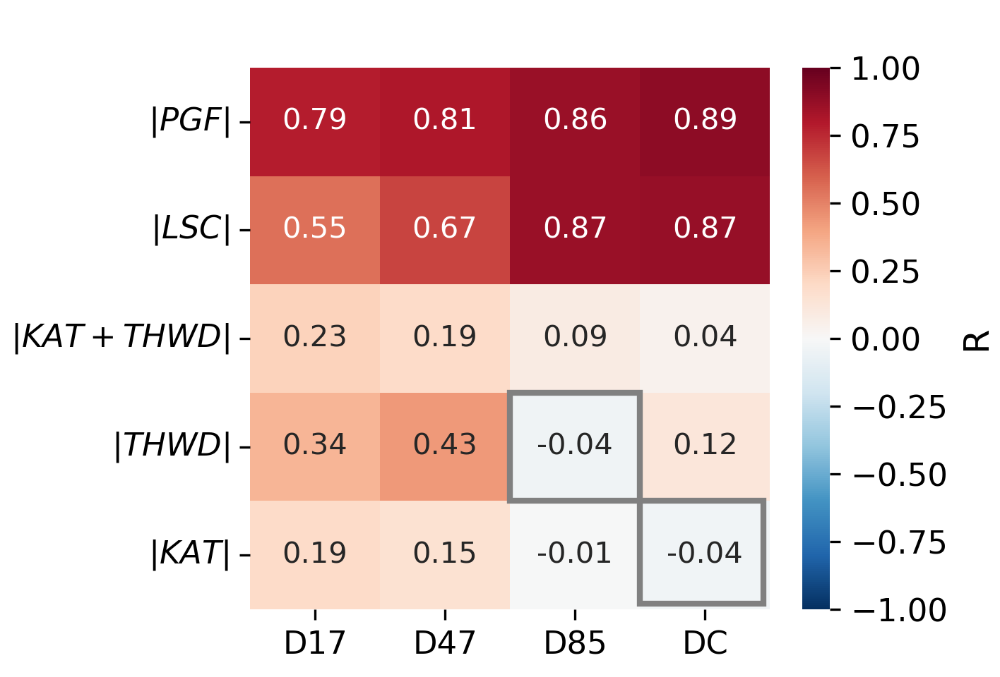 |PGF| 0.79 0.81 0.86 0.89
|LSC| 0.55 0.67 0.87 0.87
|KAT + THWD| 0.23 0.19 0.09 0.04
|THWD| 0.34 0.43 -0.04 0.12
|KAT| 0.19 0.15 -0.01 -0.04
D17 D47 D85 DC
1.00
0.75
0.50
0.25
0.00
−0.25
−0.50
−0.75
−1.00
R